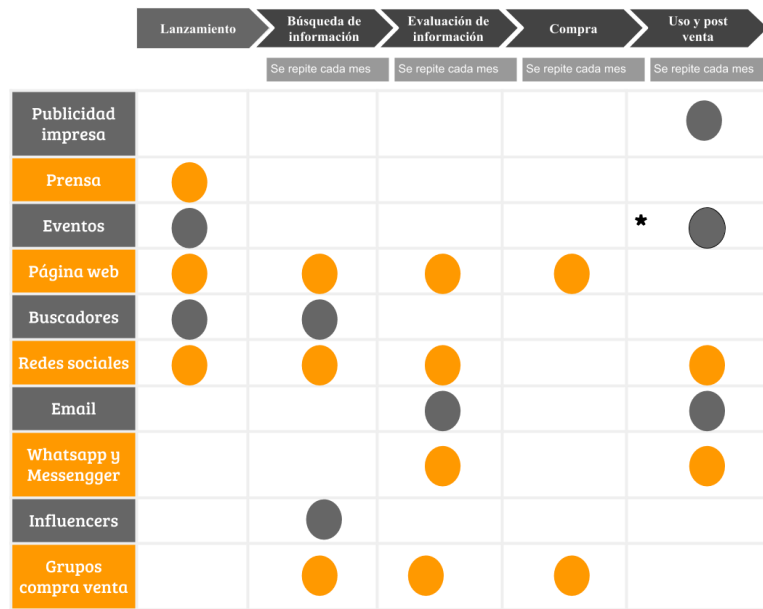 Lanzamiento
Búsqueda de
información
Evaluación de
información
Compra
Uso y post
venta
Se repite cada mes
Se repite cada mes
Se repite cada mes
Se repite cada mes
Publicidad
impresa
Prensa
Eventos
*
Página web
Buscadores
Redes sociales
Email
Whatsapp y
Messengger
Influencers
Grupos
compra venta